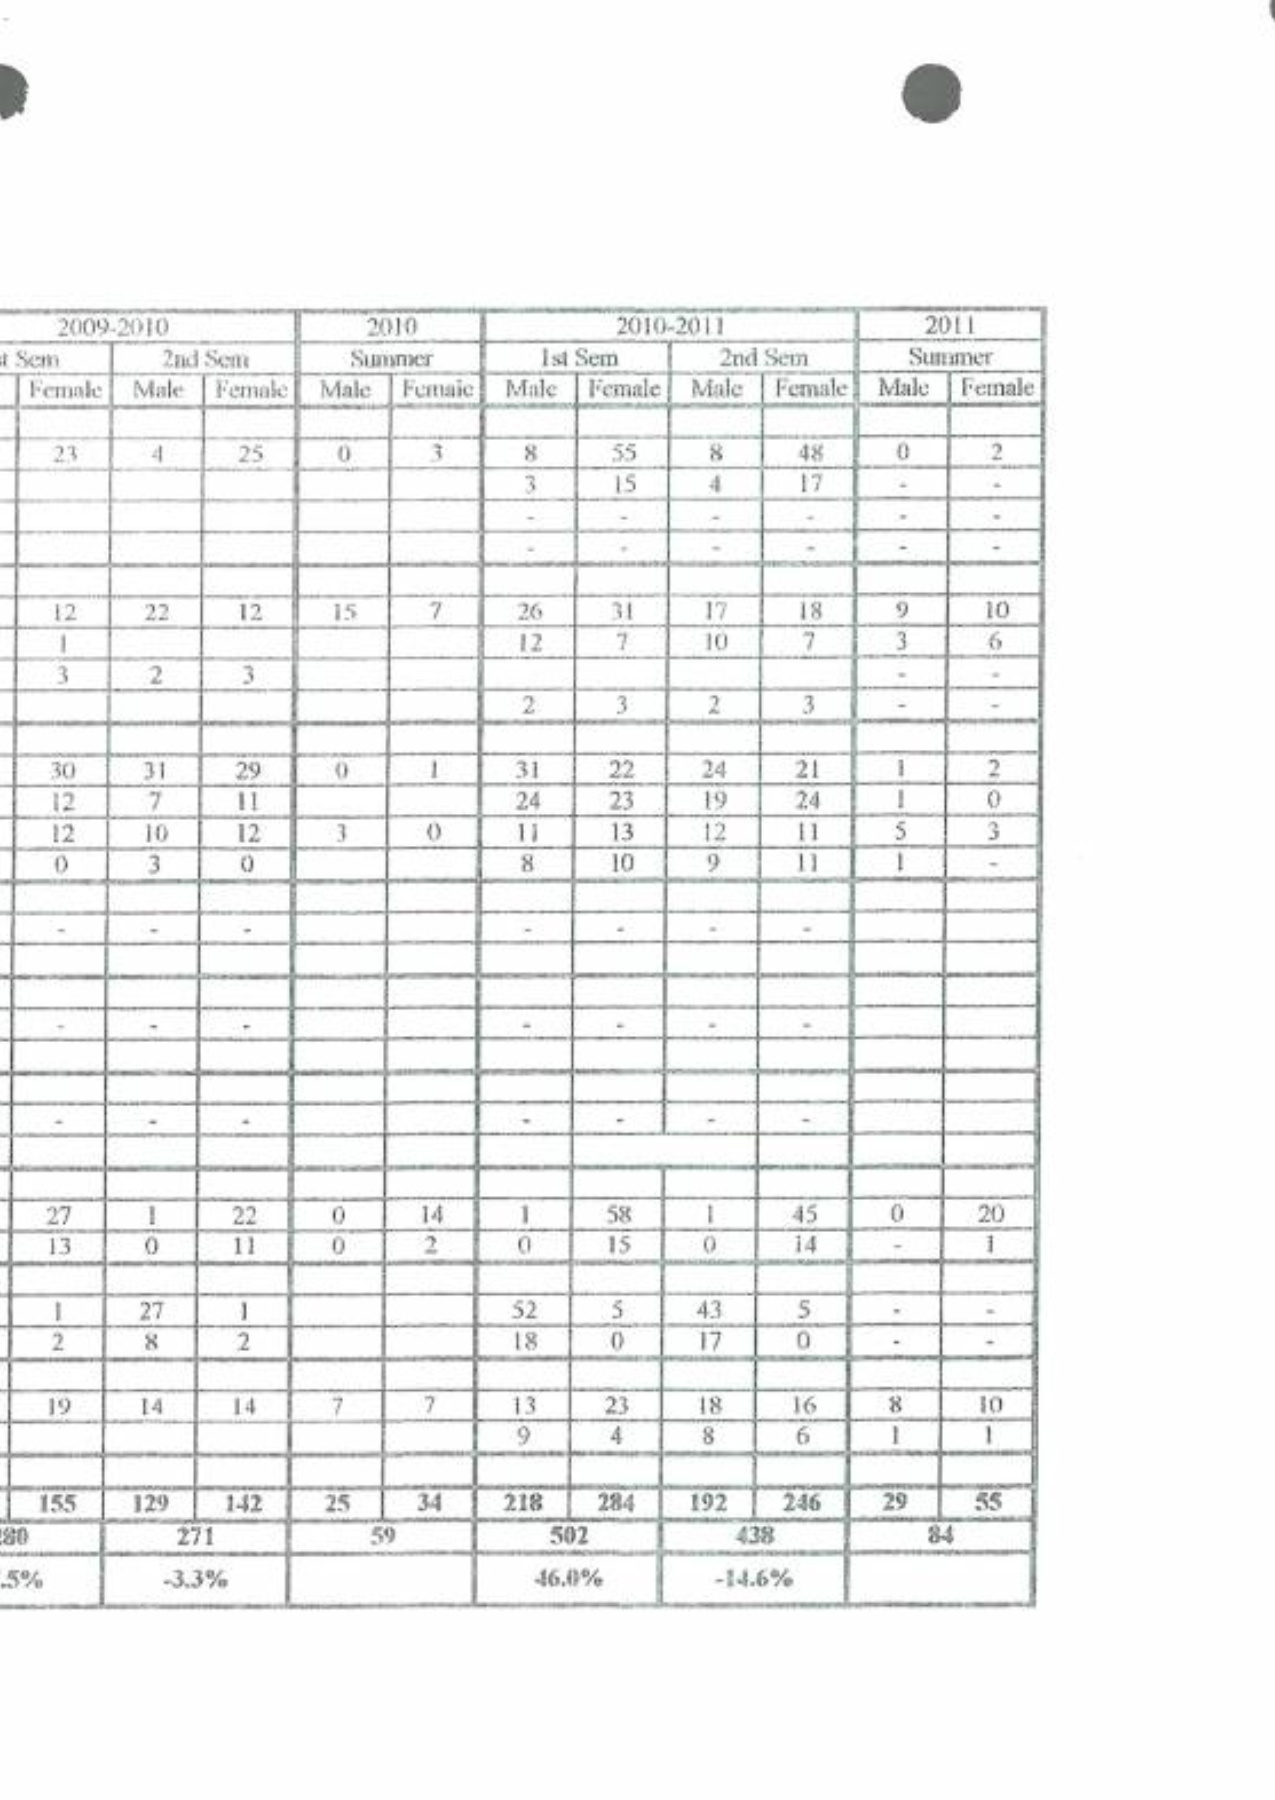 2009-2010 2010 2010-2011 2011
st Sem 2nd Sem Summer 1st Sem 2nd Sem Summer
Female Male Female Male Female Male Female Male Female Male Female
23 4 25 0 3 8 55 8 48 0 2
3 15 4 17 - -
- - - - - -
- - - - - -
12 22 12 15 7 26 31 17 18 9 10
1 12 7 10 7 3 6
3 2 3 - -
2 3 2 3 - -
30 31 29 0 1 31 22 24 21 1 2
12 7 11 24 23 19 24 1 0
12 10 12 3 0 11 13 12 11 5 3
0 3 0 8 10 9 11 1 -
- - - - - - -
- - - - - - -
- - - - - - -
27 1 22 0 14 1 58 1 45 0 20
13 0 11 0 2 0 15 0 14 - 1
1 27 1 52 5 43 5 - -
2 8 2 18 0 17 0 - -
19 14 14 7 7 13 23 18 16 8 10
9 4 8 6 1 1
155 129 142 25 34 218 284 192 246 29 55
280 271 59 502 438 84
.5% -3.3% 46.0% -14.6%